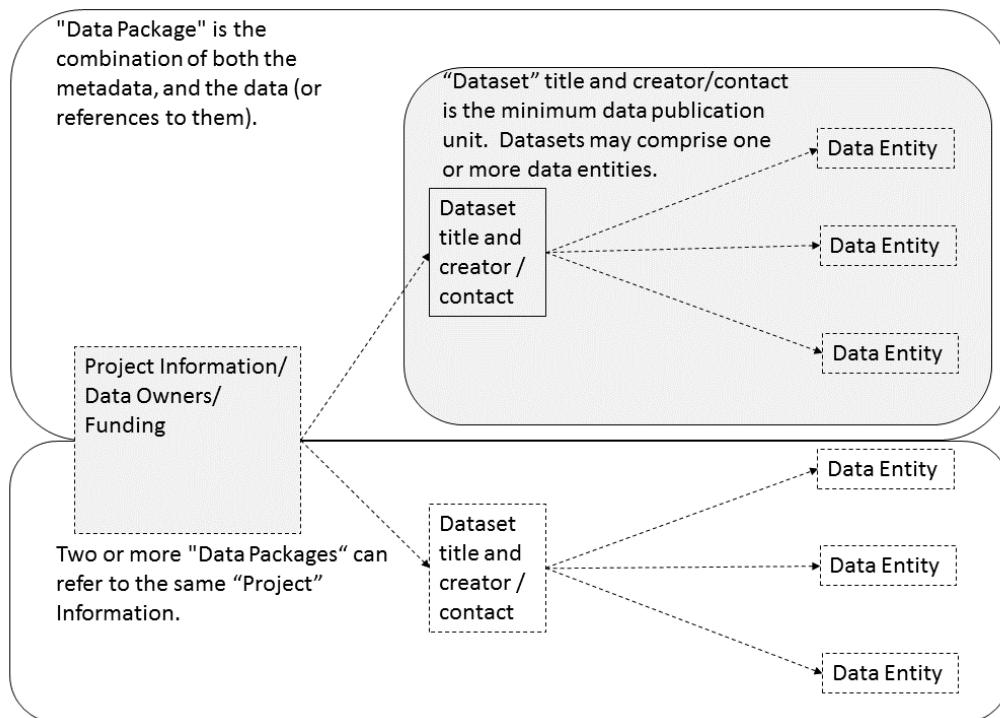 "Data Package" is the
combination of both the
metadata, and the data (or
references to them).
“Dataset” title and creator/contact
is the minimum data publication
unit.  Datasets may comprise one
or more data entities.
Data Entity
Dataset
title and
creator /
contact
Data Entity
Data Entity
Project Information/
Data Owners/
Funding
Data Entity
Dataset
title and
creator /
contact
Data Entity
Data Entity
Two or more "Data Packages“ can
refer to the same “Project”
Information.